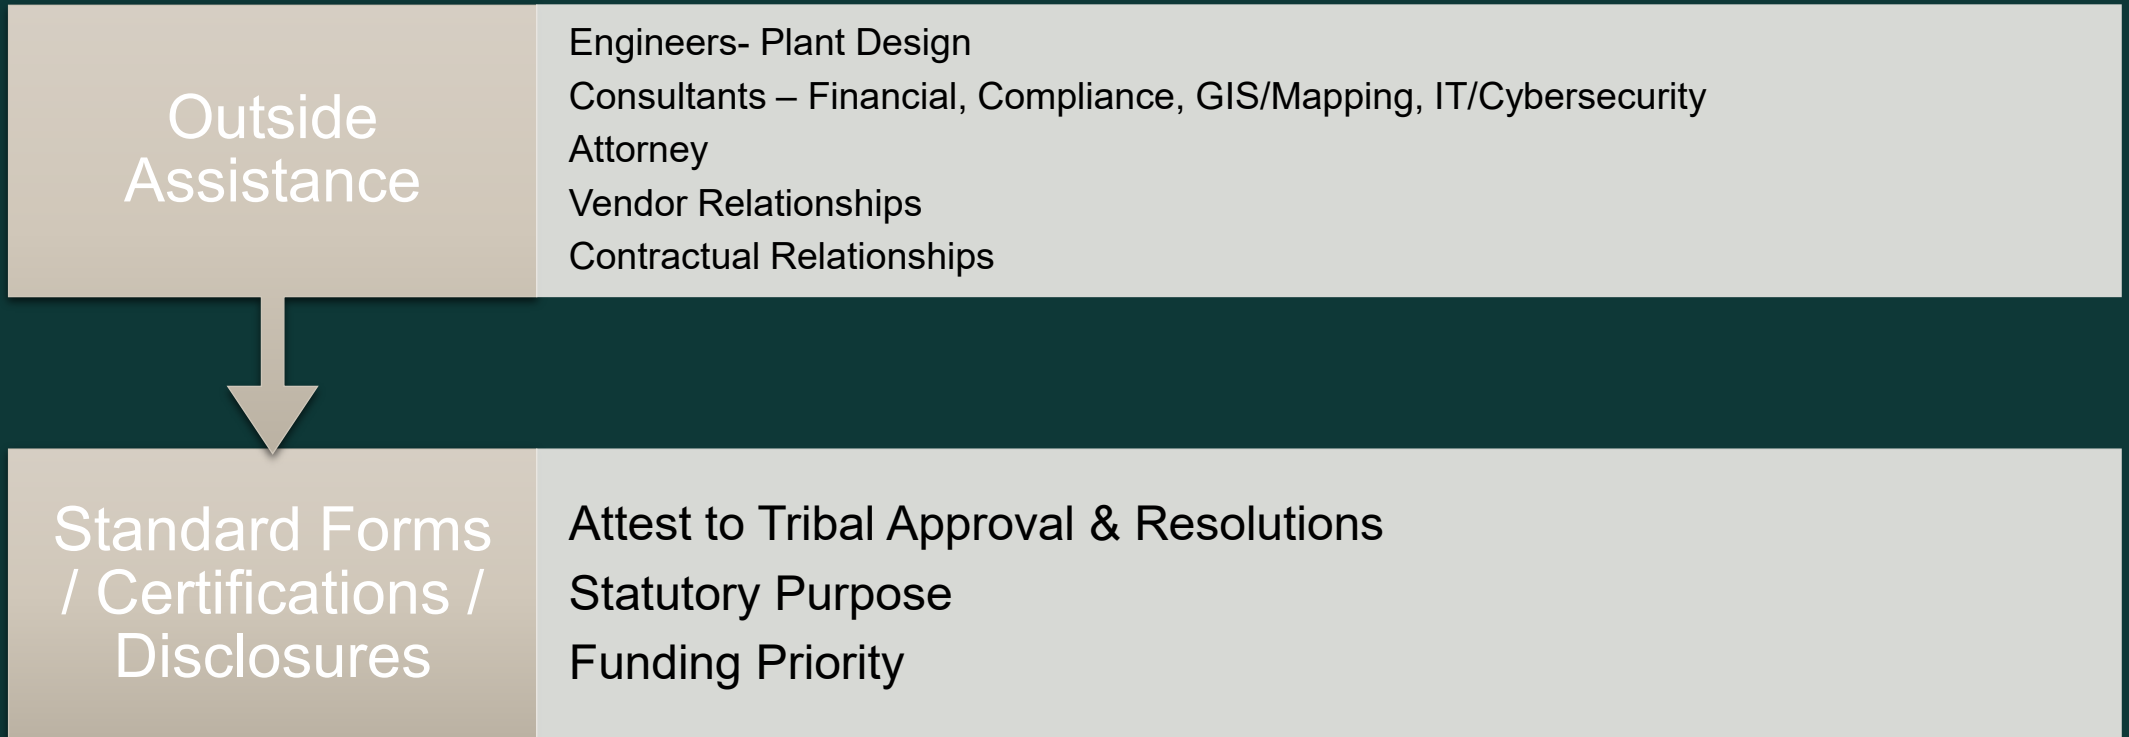 Outside
Assistance
Engineers- Plant Design
Consultants – Financial, Compliance, GIS/Mapping, IT/Cybersecurity
Attorney
Vendor Relationships
Contractual Relationships
Standard Forms
/ Certifications /
Disclosures
Attest to Tribal Approval & Resolutions
Statutory Purpose
Funding Priority